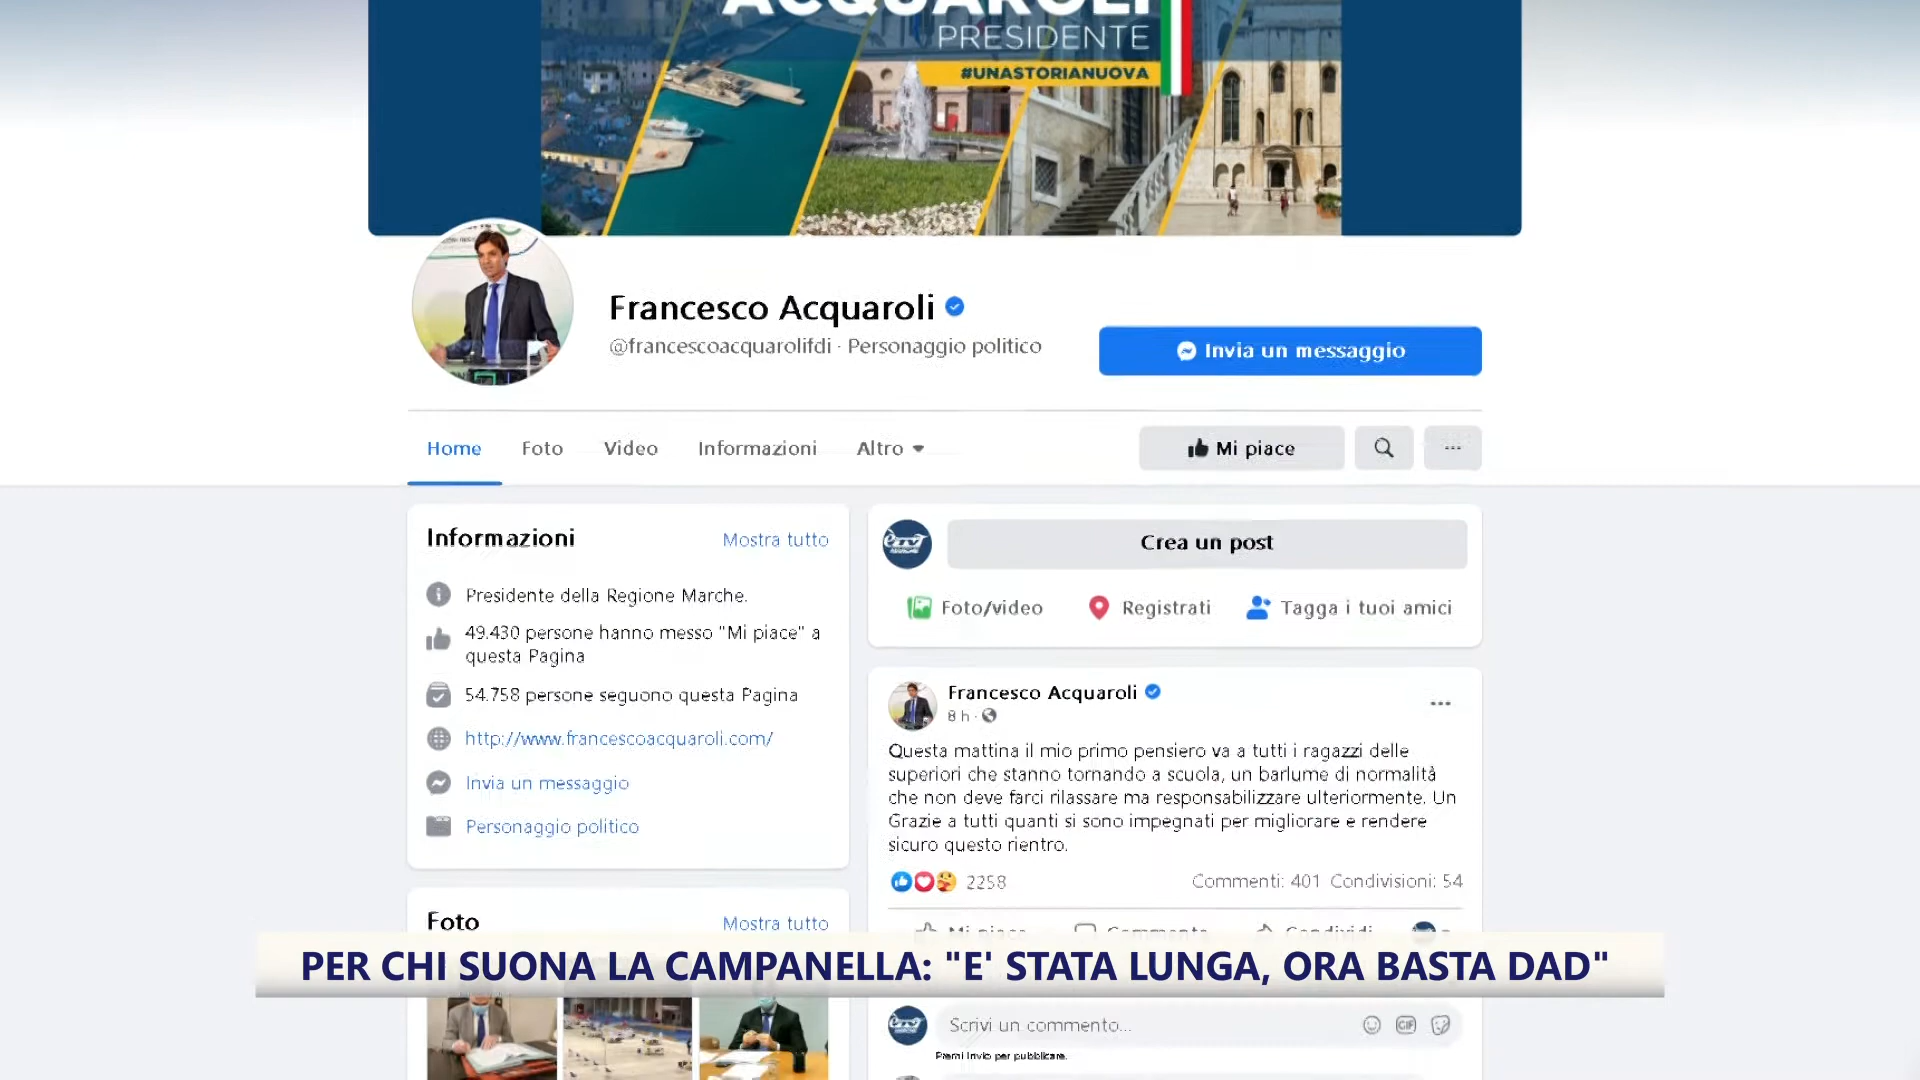 ACQUAROLI
PRESIDENTE
#UNASTORIANUOVA
Francesco Acquaroli
@francescoacquarolifdi · Personaggio politico
Invia un messaggio
Home Foto Video Informazioni Altro
Mi piace
Informazioni Mostra tutto
Presidente della Regione Marche.
49.430 persone hanno messo "Mi piace" a
questa Pagina
54.758 persone seguono questa Pagina
http://www.francescoacquaroli.com/
Invia un messaggio
Personaggio politico
Foto Mostra tutto
Crea un post
Foto/video Registrati Tagga i tuoi amici
Francesco Acquaroli
8 h ·
Questa mattina il mio primo pensiero va a tutti i ragazzi delle
superiori che stanno tornando a scuola, un barlume di normalità
che non deve farci rilassare ma responsabilizzare ulteriormente. Un
Grazie a tutti quanti si sono impegnati per migliorare e rendere
sicuro questo rientro.
2258 Commenti: 401 Condivisioni: 54
Mi piace Commenta Condividi
PER CHI SUONA LA CAMPANELLA: "E' STATA LUNGA, ORA BASTA DAD"
Scrivi un commento...
GIF
Premi Invio per pubblicare.